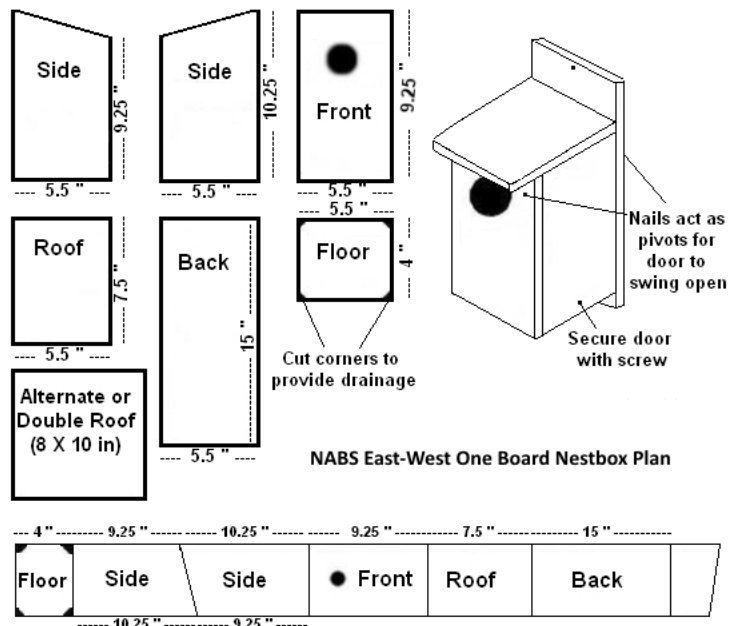 Side
9.25 "
---- 5.5 " ----
Side
10.25 "
---- 5.5 " ----
Front
9.25 "
---- 5.5 " ----
---- 5.5 " ----
Roof
7.5 "
---- 5.5 " ----
Back
15 "
---- 5.5 " ----
Floor
4 "
Cut corners to
provide drainage
Nails act as
pivots for
door to
swing open
Secure door
with screw
Alternate or
Double Roof
(8 X 10 in)
NABS East-West One Board Nestbox Plan
--- 4 " ------- 9.25 " ------- 10.25 " ------- 9.25 " ------- 7.5 " ------- 15 " -------
Floor Side Side Front Roof Back
------ 10.25 " ------ 9.25 " ------